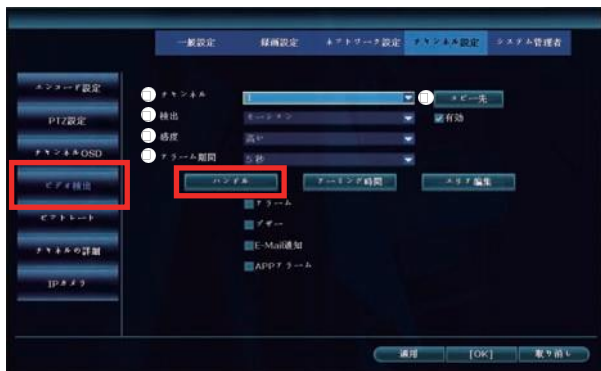 一般設定 録画設定 ネットワーク設定 チャンネル設定 システム管理者
エンコード設定
PTZ設定
チャンネルOSD
ビデオ検出
ビットレート
チャネルの詳細
IPカメラ
チャンネル 1 コピー先
検出 モーション 有効
感度 高い
アラーム期間 5 秒
ハンドル アーミング時間 エリア編集
アラーム
ブザー
E-Mail通知
APPアラーム
適用 [OK] 取り消し